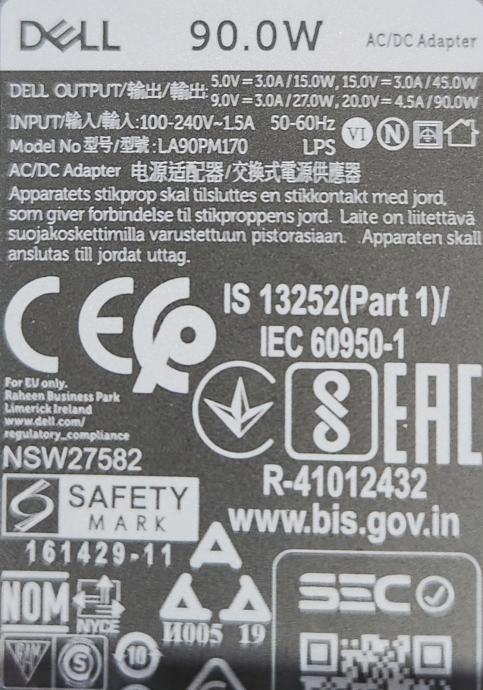 DELL 90.0W AC/DC Adapter
DELL OUTPUT/输出/輸出: 5.0V⎓3.0A/15.0W, 15.0V⎓3.0A/45.0W
9.0V⎓3.0A/27.0W, 20.0V⎓4.5A/90.0W
INPUT/输入/輸入:100-240V~1.5A 50-60Hz VI N
Model No 型号/型號:LA90PM170 LPS
AC/DC Adapter 电源适配器/交換式電源供應器
Apparatets stikprop skal tilsluttes en stikkontakt med jord,
som giver forbindelse til stikproppens jord. Laite on liitettävä
suojakoskettimilla varustettuun pistorasiaan. Apparaten skall
anslutas till jordat uttag.
CE
IS 13252(Part 1)/
IEC 60950-1
For EU only.
Raheen Business Park
Limerick Ireland
www.dell.com/
regulatory_compliance
EAC
NSW27582
R-41012432
SAFETY
MARK
www.bis.gov.in
161429-11
NOM
NYCE
И005 19
SEC
S
10